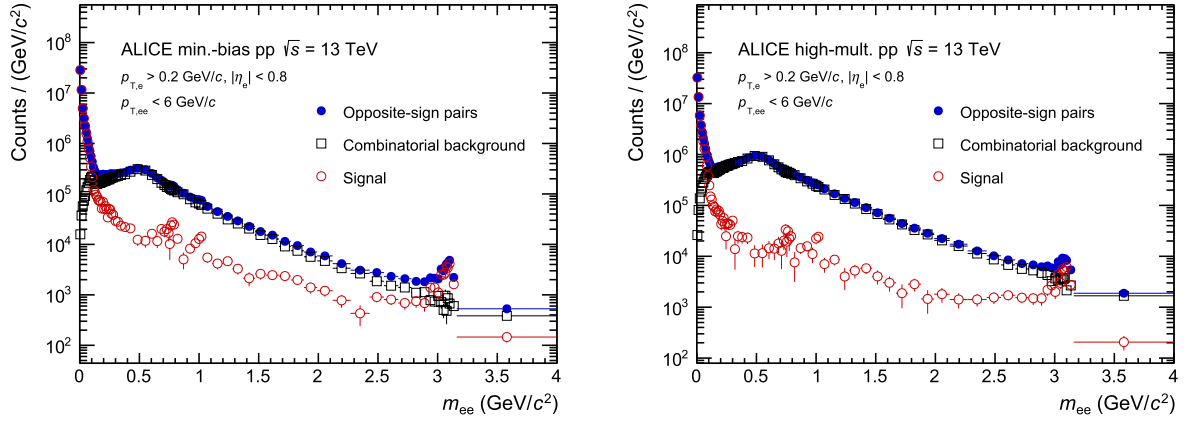 Counts / (GeV/c²)
10⁸
10⁷
10⁶
10⁵
10⁴
10³
10²
ALICE min.-bias pp √s = 13 TeV
p_T,e > 0.2 GeV/c, |η_e| < 0.8
p_T,ee < 6 GeV/c
Opposite-sign pairs
Combinatorial background
Signal
0 0.5 1 1.5 2 2.5 3 3.5 4
m_ee (GeV/c²)
Counts / (GeV/c²)
10⁸
10⁷
10⁶
10⁵
10⁴
10³
10²
ALICE high-mult. pp √s = 13 TeV
p_T,e > 0.2 GeV/c, |η_e| < 0.8
p_T,ee < 6 GeV/c
Opposite-sign pairs
Combinatorial background
Signal
0 0.5 1 1.5 2 2.5 3 3.5 4
m_ee (GeV/c²)